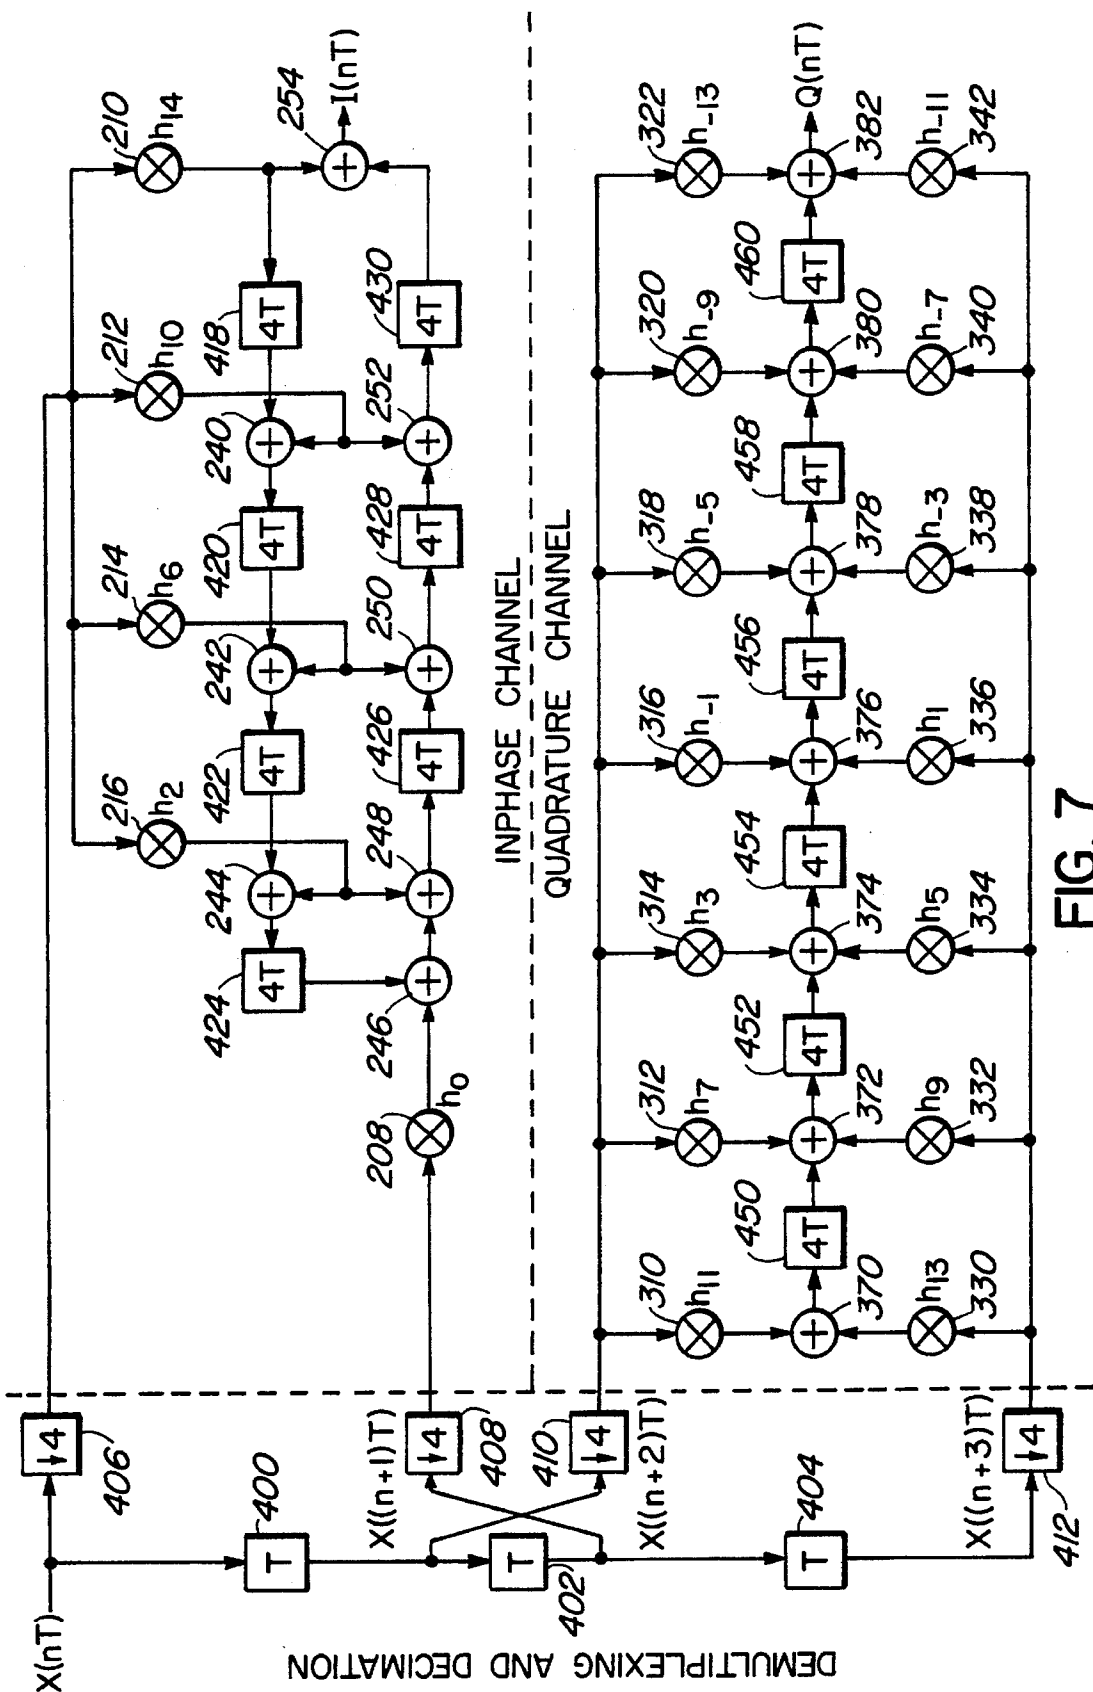 DEMULTIPLEXING AND DECIMATION
X(nT)
↓4
406
T
400
X((n+1)T)
↓4
408
T
402
↓4
410
X((n+2)T)
T
404
X((n+3)T)
↓4
412
INPHASE CHANNEL
216
h2
214
h6
212
h10
210
h14
424
4T
244
+
422
4T
242
+
420
4T
240
+
418
4T
254
+
I(nT)
208
h0
246
+
248
+
426
4T
250
+
428
4T
252
+
430
4T
QUADRATURE CHANNEL
310
h11
312
h7
314
h3
316
h-1
318
h-5
320
h-9
322
h-13
+
370
450
4T
+
372
452
4T
+
374
454
4T
+
376
456
4T
+
378
458
4T
+
380
460
4T
+
382
Q(nT)
h13
330
h9
332
h5
334
h1
336
h-3
338
h-7
340
h-11
342
FIG. 7